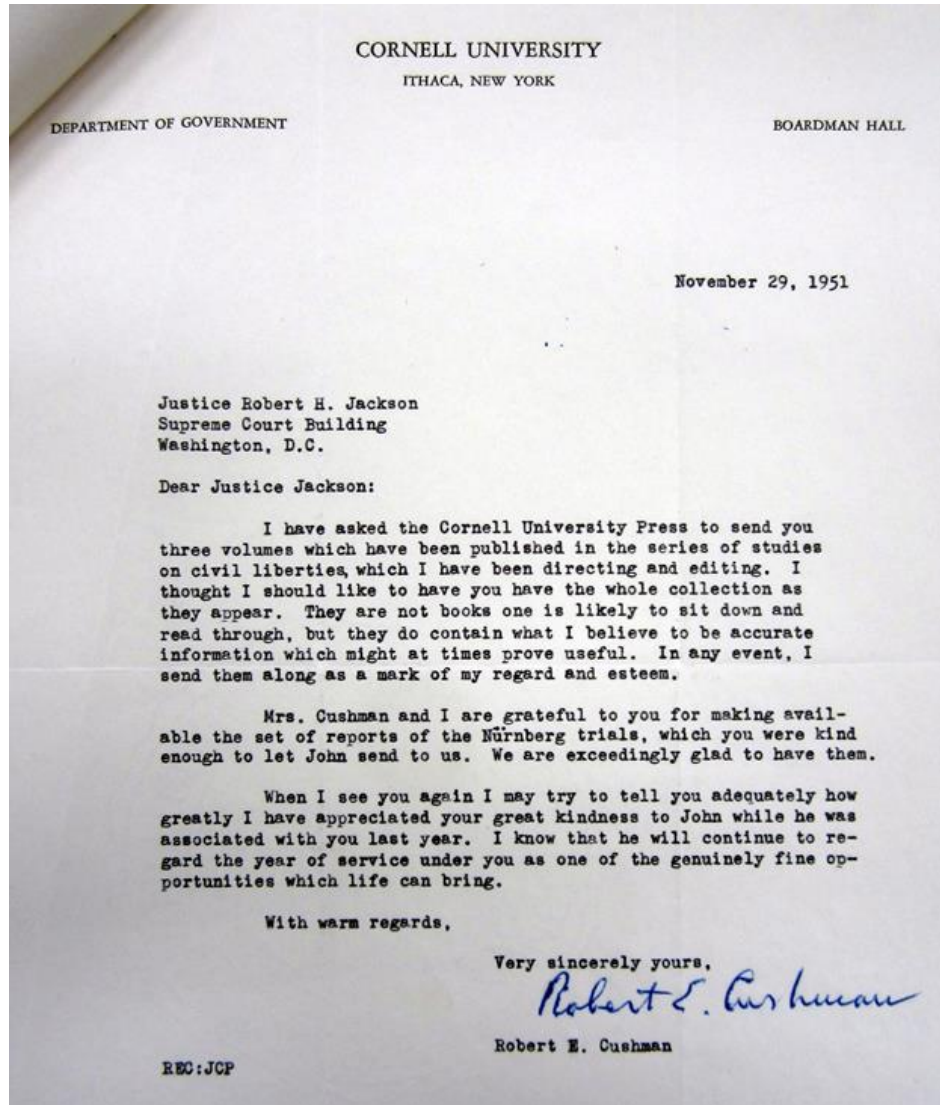 CORNELL UNIVERSITY
ITHACA, NEW YORK
DEPARTMENT OF GOVERNMENT
BOARDMAN HALL
November 29, 1951
Justice Robert H. Jackson
Supreme Court Building
Washington, D.C.
Dear Justice Jackson:
I have asked the Cornell University Press to send you
three volumes which have been published in the series of studies
on civil liberties, which I have been directing and editing. I
thought I should like to have you have the whole collection as
they appear. They are not books one is likely to sit down and
read through, but they do contain what I believe to be accurate
information which might at times prove useful. In any event, I
send them along as a mark of my regard and esteem.
Mrs. Cushman and I are grateful to you for making avail-
able the set of reports of the Nürnberg trials, which you were kind
enough to let John send to us. We are exceedingly glad to have them.
When I see you again I may try to tell you adequately how
greatly I have appreciated your great kindness to John while he was
associated with you last year. I know that he will continue to re-
gard the year of service under you as one of the genuinely fine op-
portunities which life can bring.
With warm regards,
Very sincerely yours,
Robert E. Cushman
Robert E. Cushman
REC:JCP